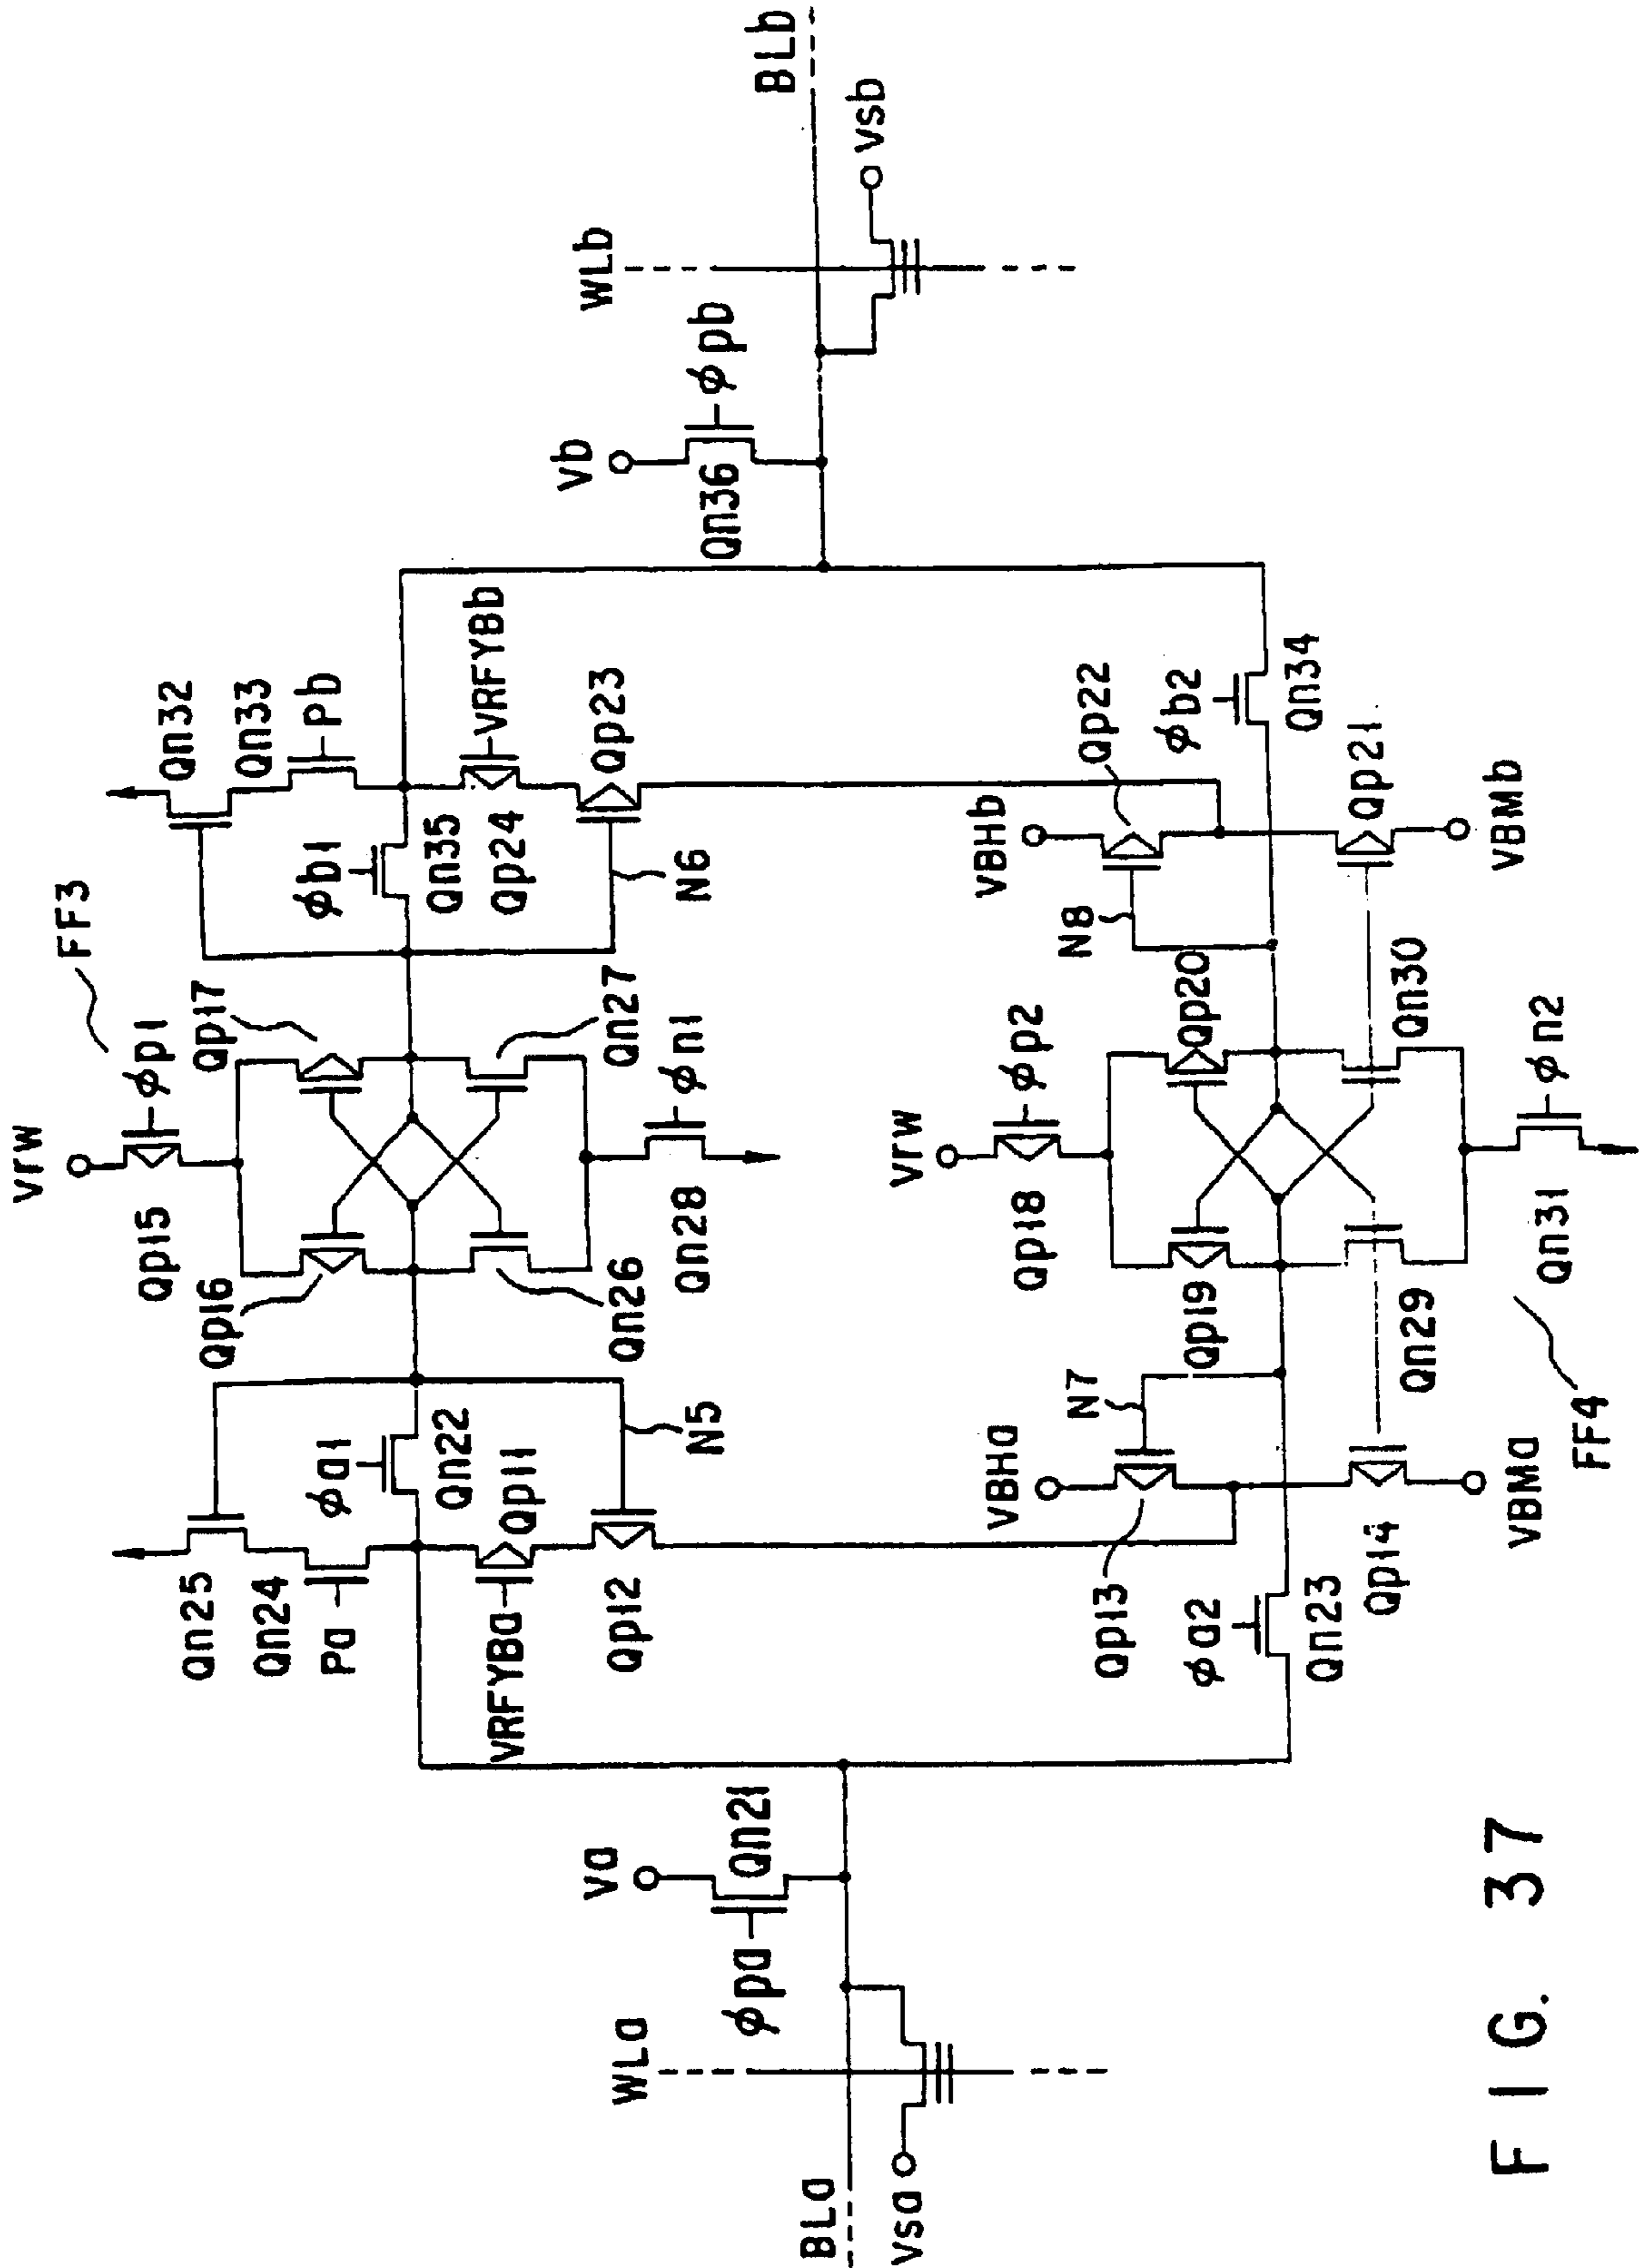 BLa
Vsa
WLa
φpa
Va
Qn21
Qn25
Qn24
Pa
VRFYBa
Qp12
Qp11
φa1
Qn22
N5
VBHa
N7
Qp13
φa2
Qn23
Qp14
VBMa
Vrw
FF3
φp1
Qp15
Qp16
Qp17
Qn26
Qn27
Qn28
φn1
Vrw
φp2
Qp18
Qp19
Qp20
Qn29
Qn30
Qn31
φn2
FF4
Qn32
Qn33
Pb
φb1
Qn35
Qp24
VRFYBb
Qp23
N6
VBHb
N8
Qp22
φb2
Qn34
Qp21
VBMb
Vb
φpb
Qn36
WLb
BLb
Vsb
FIG. 37